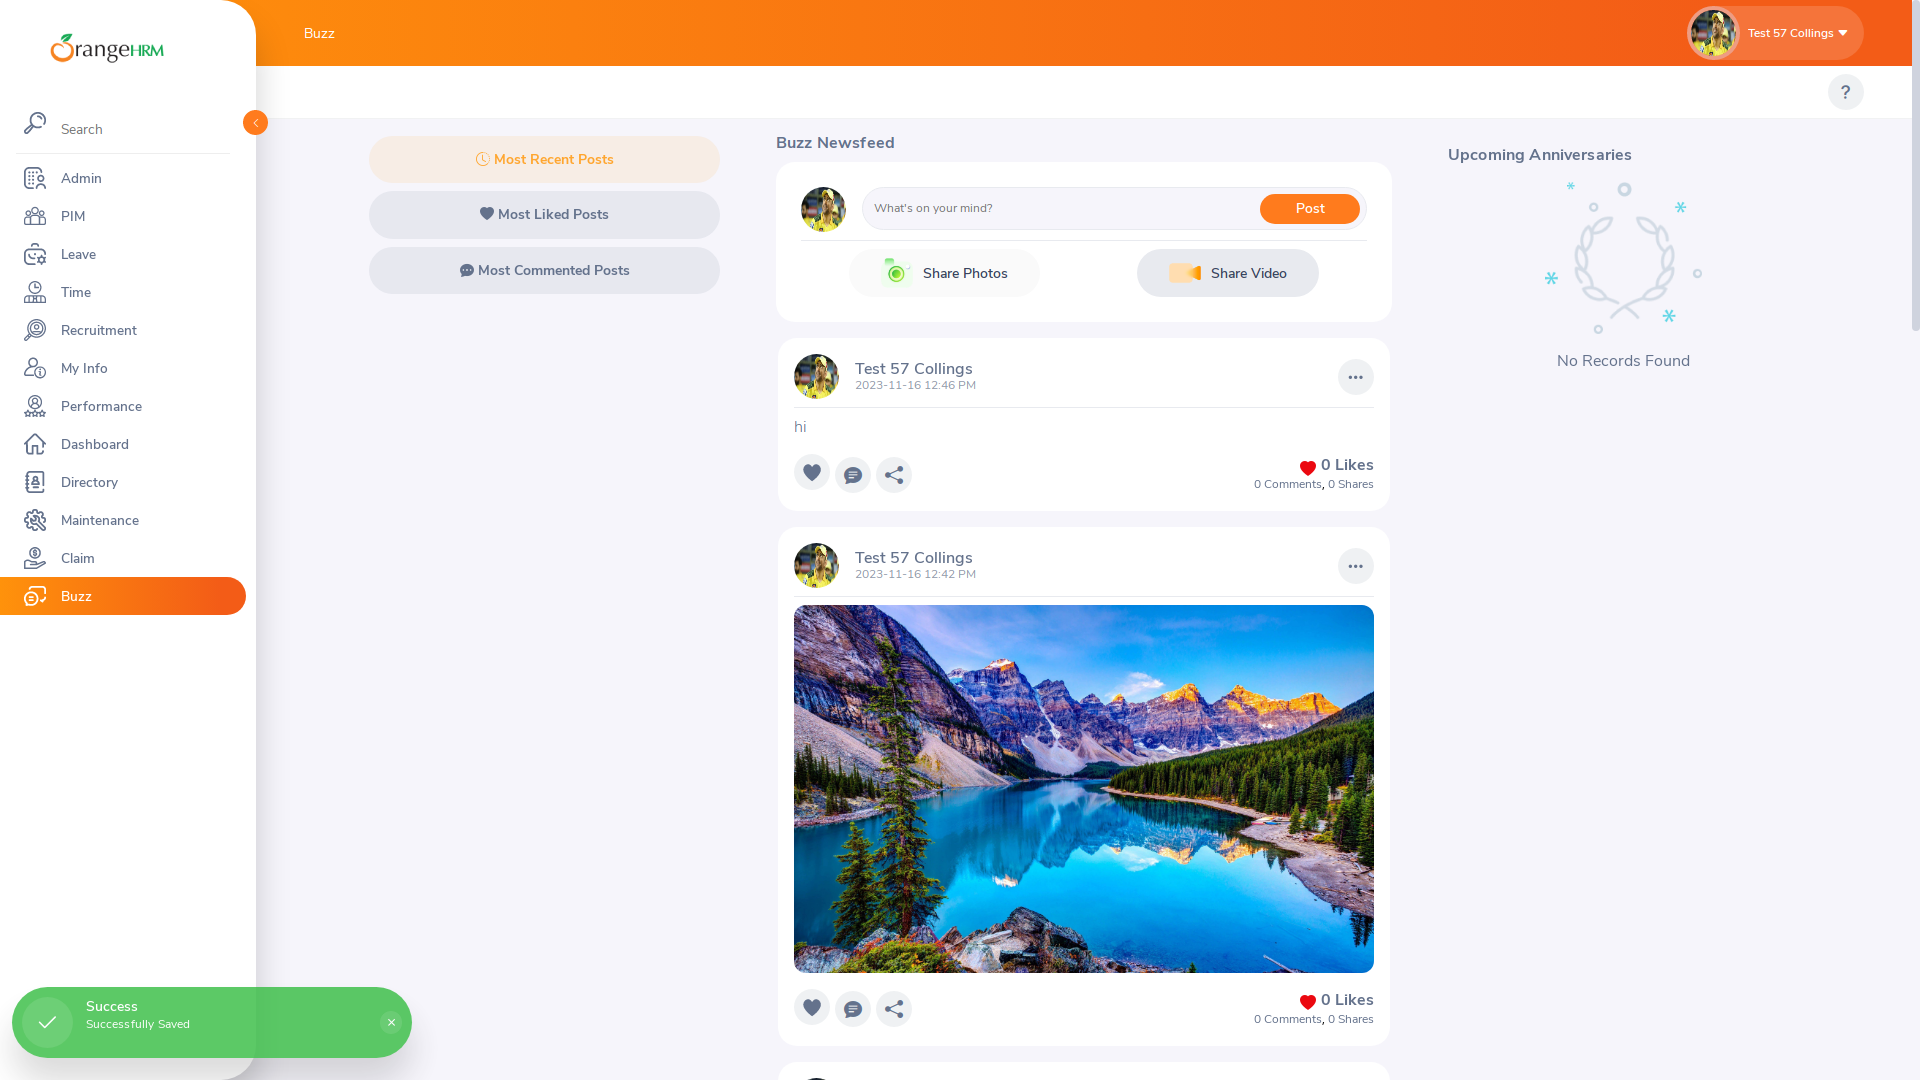 OrangeHRM
Search
Admin
PIM
Leave
Time
Recruitment
My Info
Performance
Dashboard
Directory
Maintenance
Claim
Buzz
Buzz
Test 57 Collings
?
Most Recent Posts
Most Liked Posts
Most Commented Posts
Buzz Newsfeed
What's on your mind?
Post
Share Photos
Share Video
Test 57 Collings
2023-11-16 12:46 PM
hi
0 Likes
0 Comments, 0 Shares
Test 57 Collings
2023-11-16 12:42 PM
0 Likes
0 Comments, 0 Shares
Upcoming Anniversaries
No Records Found
Success
Successfully Saved